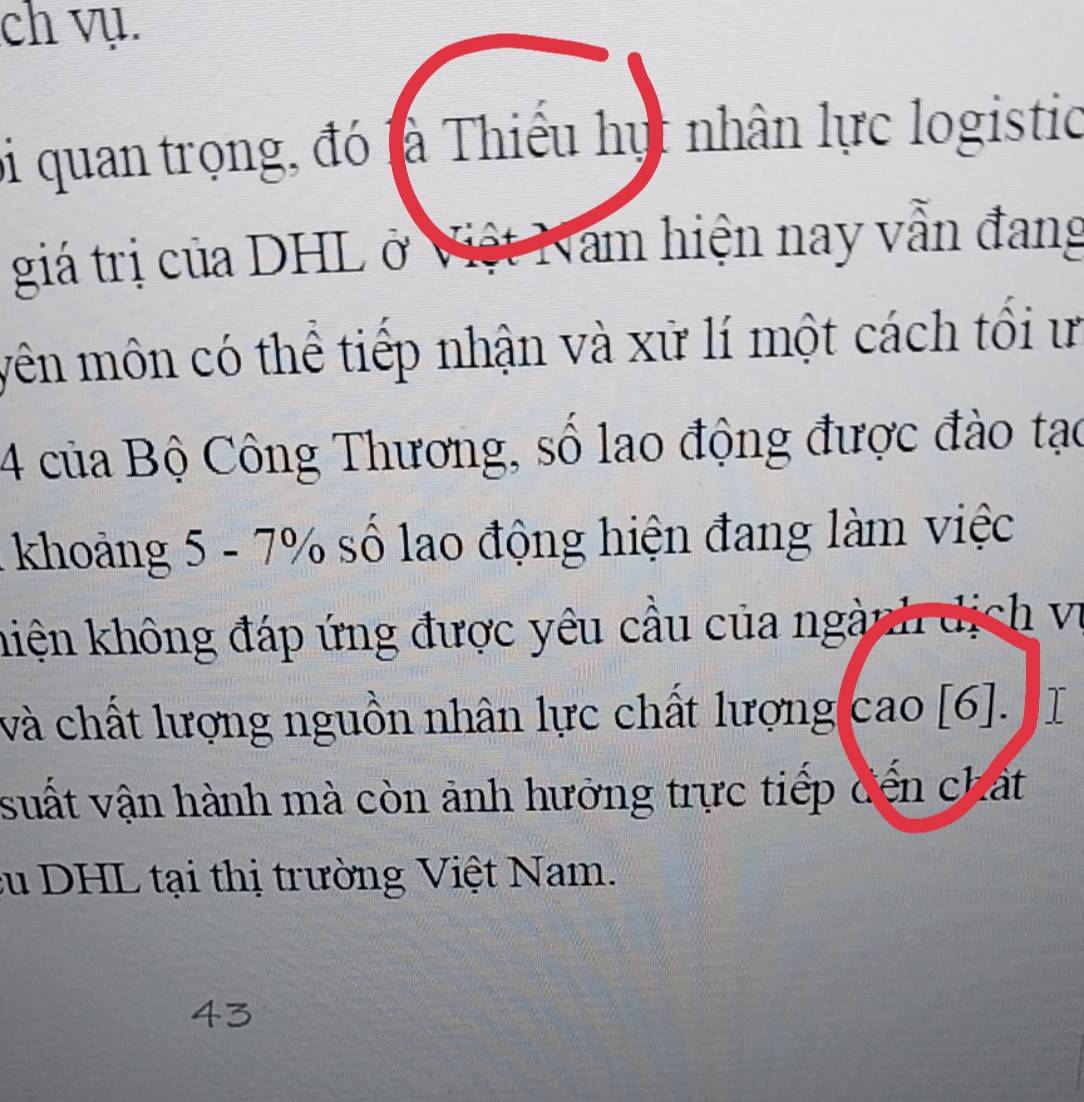 ch vụ.
quan trọng, đó là Thiếu hụt nhân lực logistic
giá trị của DHL ở Việt Nam hiện nay vẫn đang
yên môn có thể tiếp nhận và xử lí một cách tối ư
4 của Bộ Công Thương, số lao động được đào tạo
khoảng 5 - 7% số lao động hiện đang làm việc
hiện không đáp ứng được yêu cầu của ngành dịch vụ
và chất lượng nguồn nhân lực chất lượng cao [6].
suất vận hành mà còn ảnh hưởng trực tiếp đến chất
DHL tại thị trường Việt Nam.
43